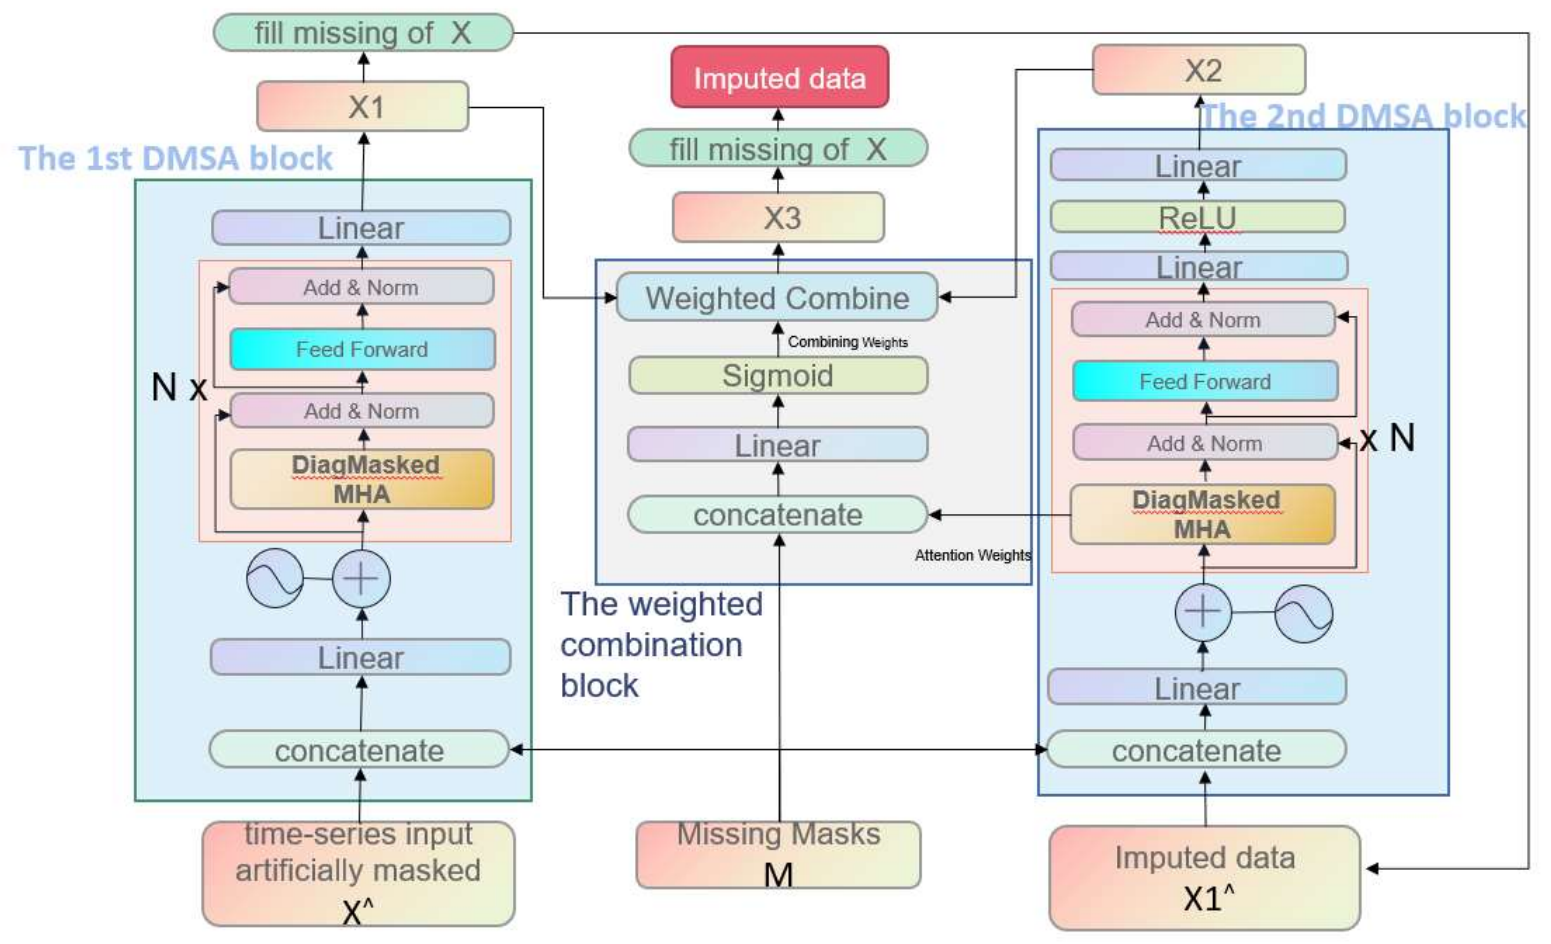 fill missing of X
X1
The 1st DMSA block
Linear
Add & Norm
Feed Forward
N x
Add & Norm
DiagMasked
MHA
Linear
concatenate
time-series input
artificially masked
X^
Imputed data
fill missing of X
X3
Weighted Combine
Combining Weights
Sigmoid
Linear
concatenate
Attention Weights
The weighted
combination
block
Missing Masks
M
X2
The 2nd DMSA block
Linear
ReLU
Linear
Add & Norm
Feed Forward
Add & Norm
x N
DiagMasked
MHA
Linear
concatenate
Imputed data
X1^